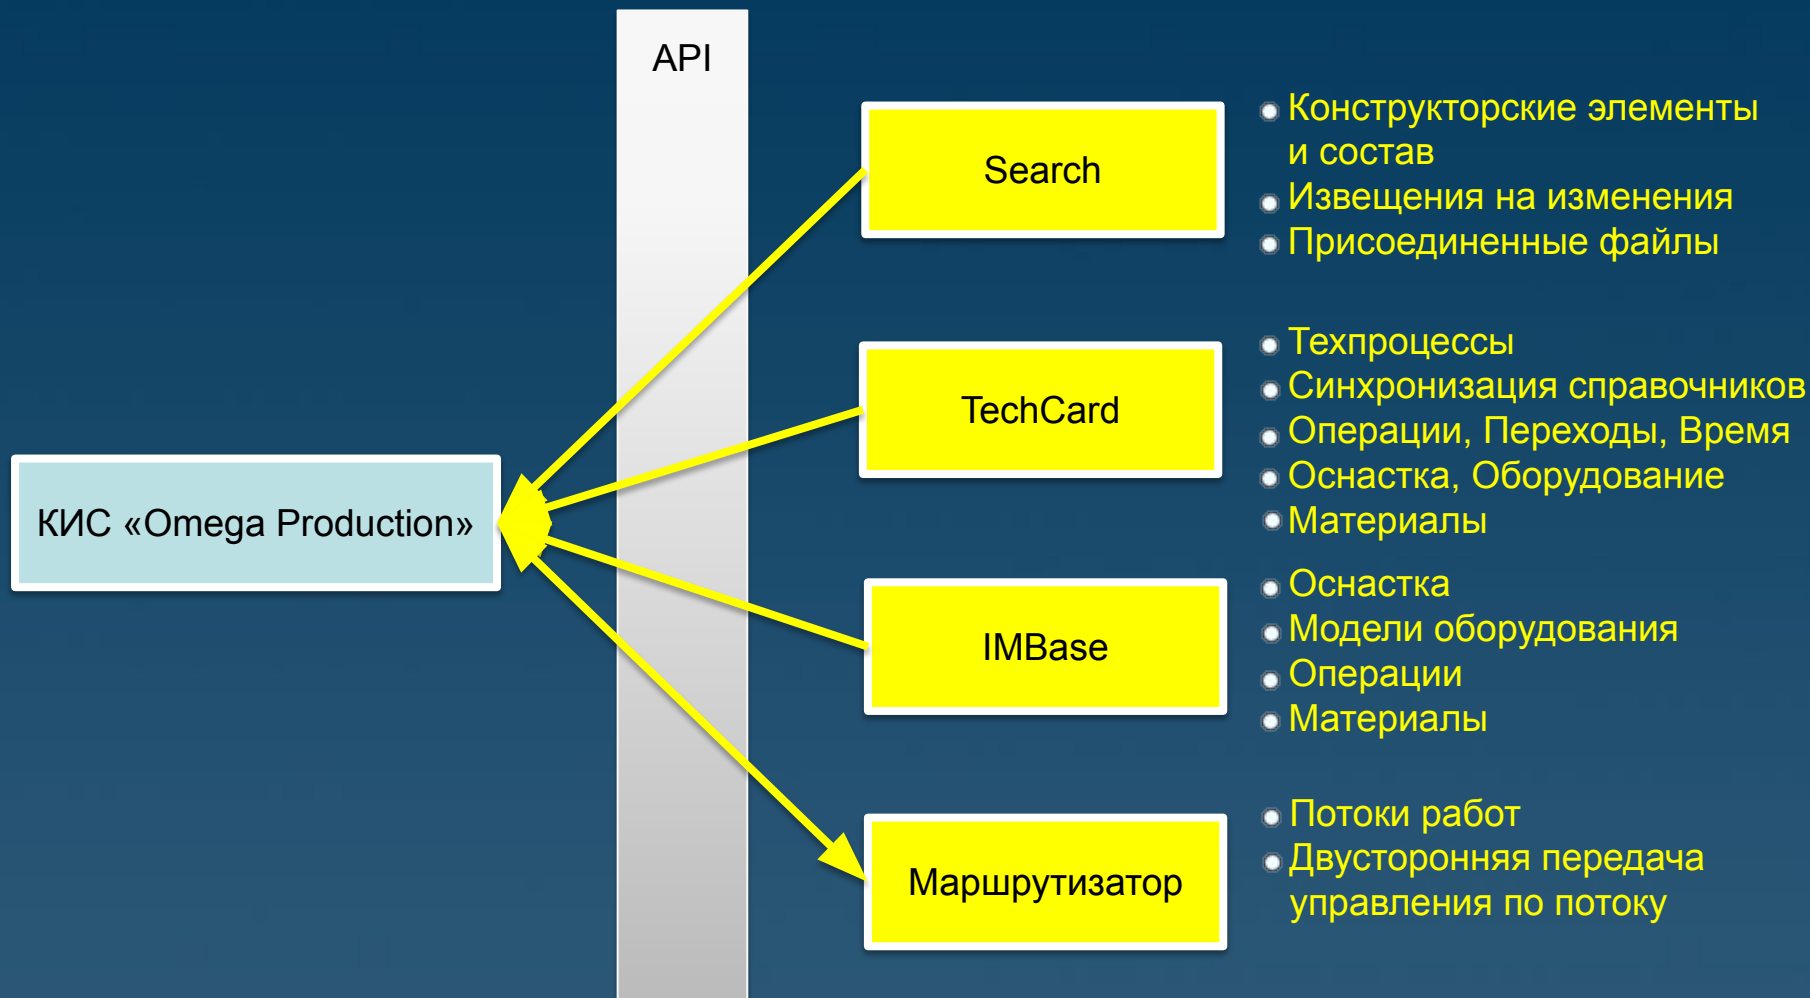 API
Search
Конструкторские элементы
и состав
Извещения на изменения
Присоединенные файлы
TechCard
Техпроцессы
Синхронизация справочников
Операции, Переходы, Время
Оснастка, Оборудование
Материалы
КИС «Omega Production»
IMBase
Оснастка
Модели оборудования
Операции
Материалы
Маршрутизатор
Потоки работ
Двусторонняя передача
управления по потоку